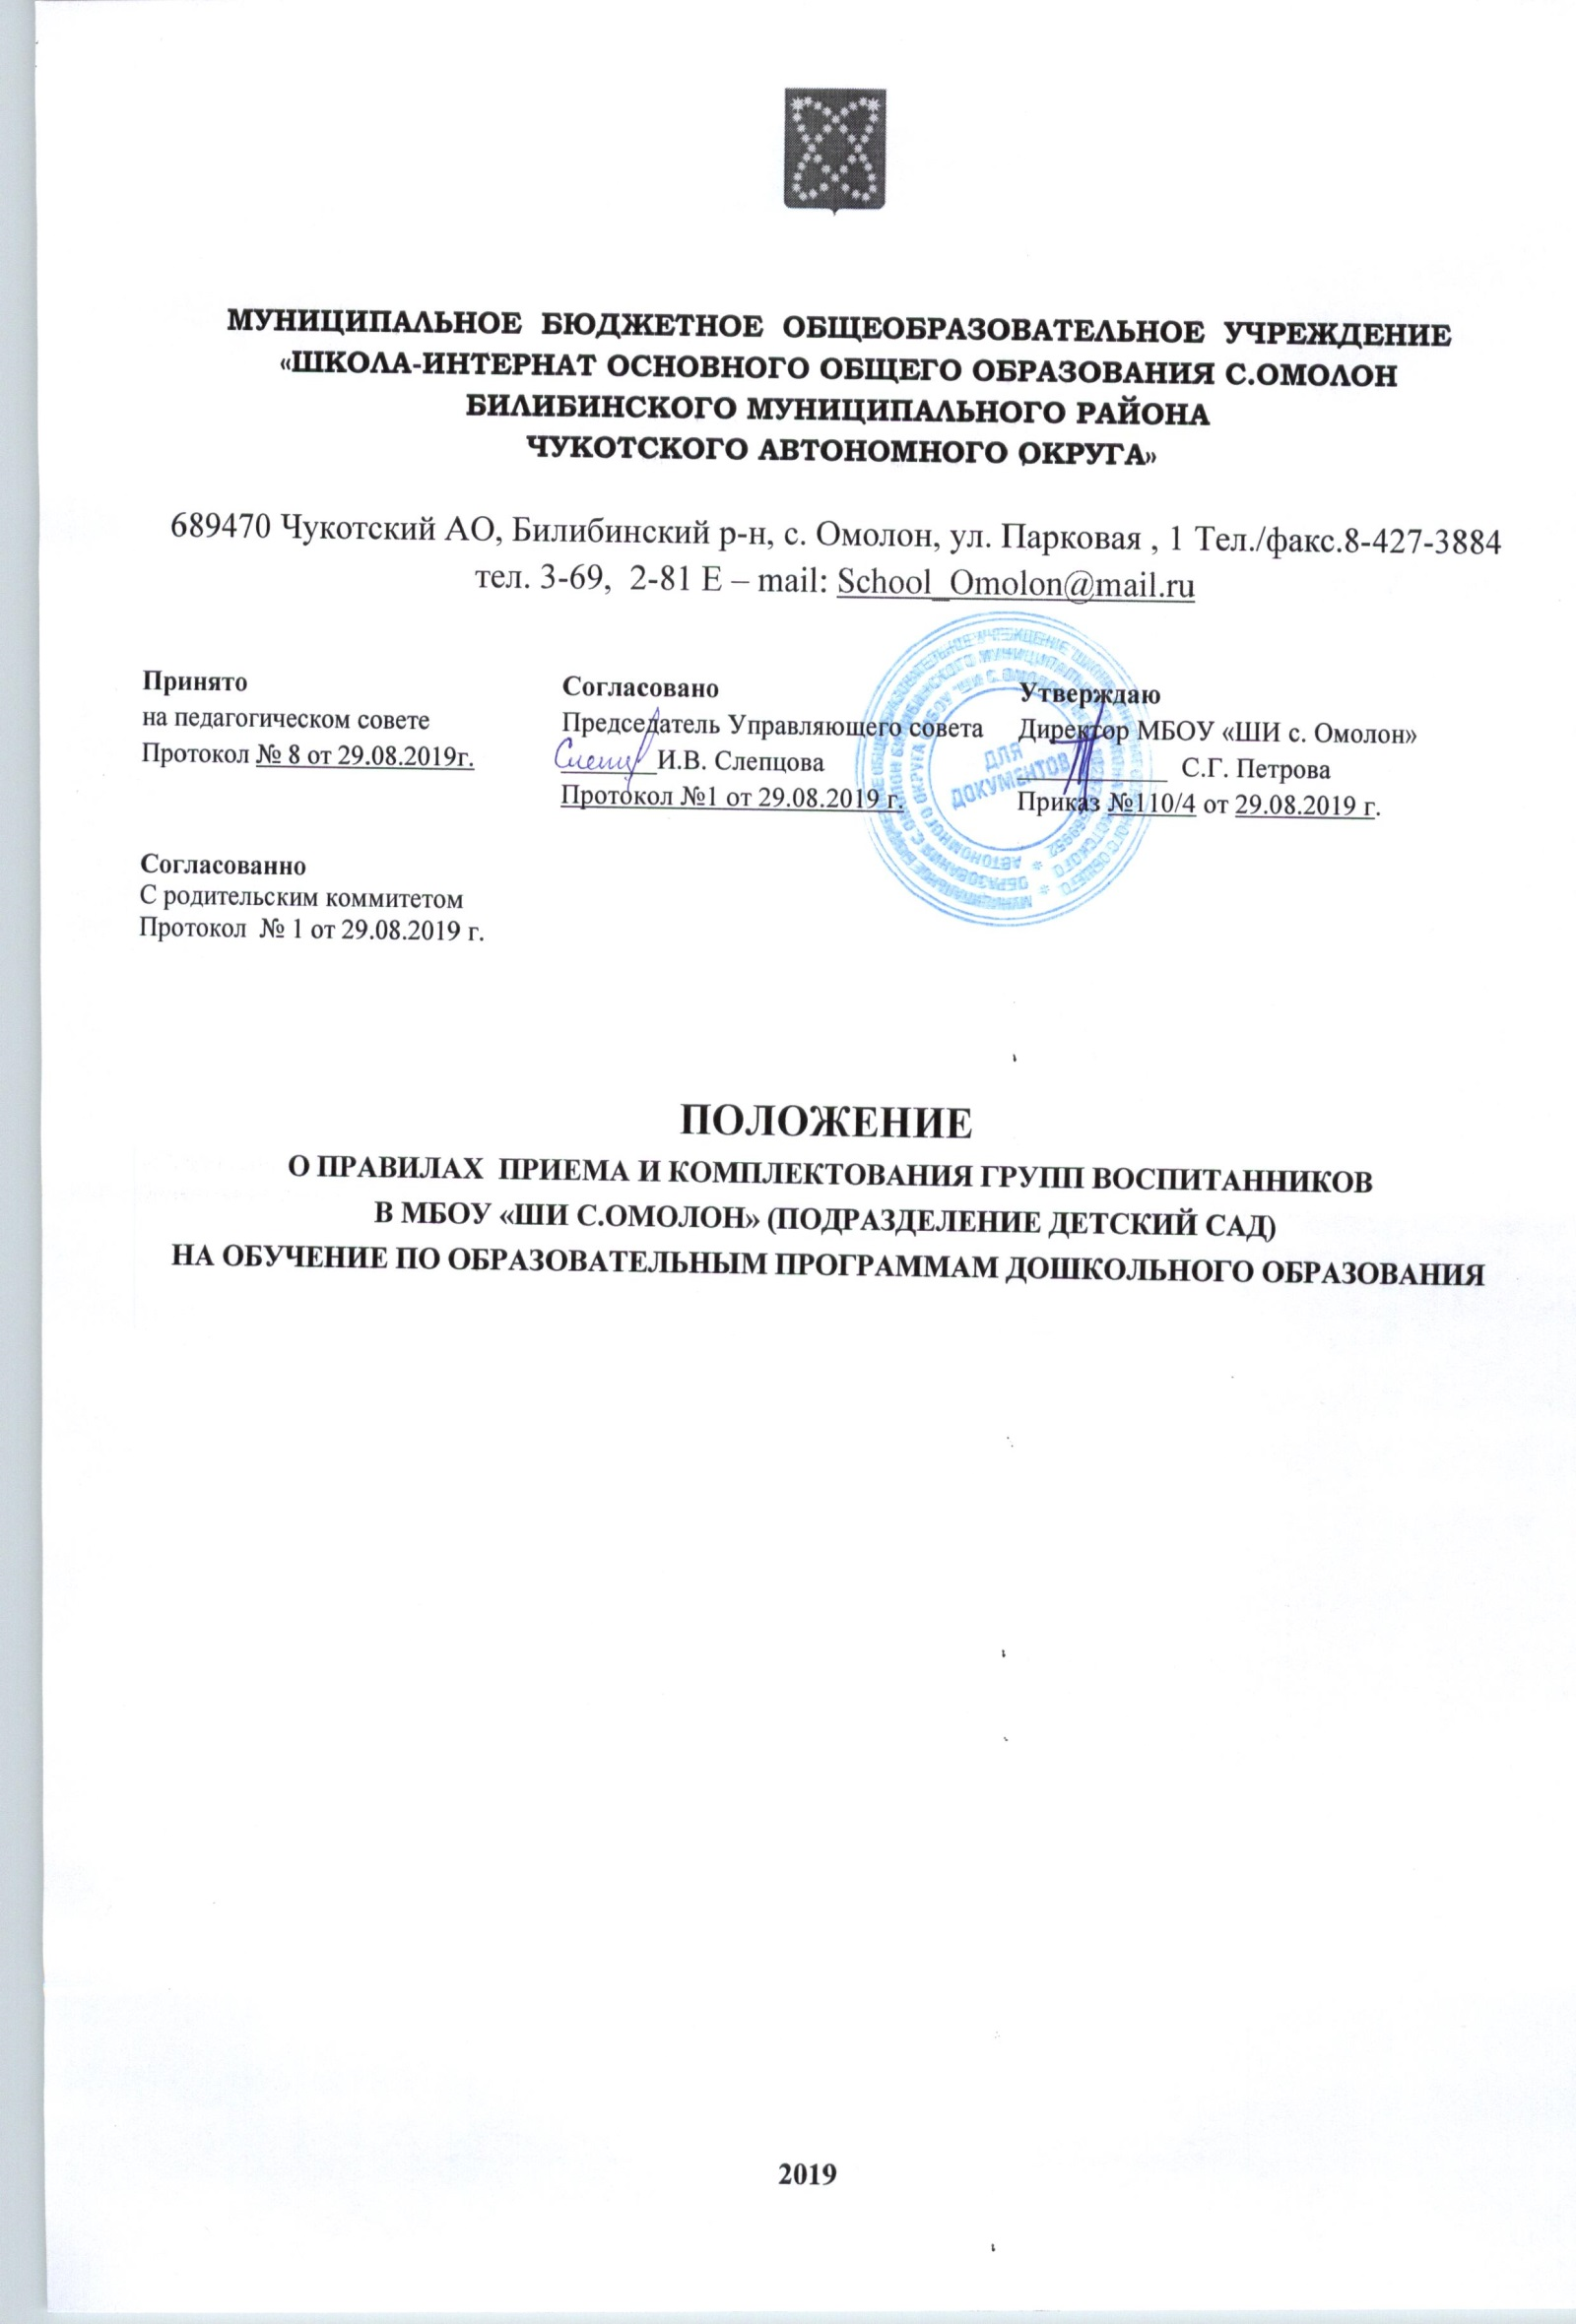 МУНИЦИПАЛЬНОЕ БЮДЖЕТНОЕ ОБЩЕОБРАЗОВАТЕЛЬНОЕ УЧРЕЖДЕНИЕ
«ШКОЛА-ИНТЕРНАТ ОСНОВНОГО ОБЩЕГО ОБРАЗОВАНИЯ С.ОМОЛОН
БИЛИБИНСКОГО МУНИЦИПАЛЬНОГО РАЙОНА
ЧУКОТСКОГО АВТОНОМНОГО ОКРУГА»
689470 Чукотский АО, Билибинский р-н, с. Омолон, ул. Парковая , 1 Тел./факс.8-427-3884
тел. 3-69, 2-81 E – mail: School_Omolon@mail.ru
Принято
на педагогическом совете
Протокол № 8 от 29.08.2019г.
Согласовано
Председатель Управляющего совета
И.В. Слепцова
Протокол №1 от 29.08.2019 г.
Утверждаю
Директор МБОУ «ШИ с. Омолон»
С.Г. Петрова
Приказ №110/4 от 29.08.2019 г.
ДЛЯ
ДОКУМЕНТОВ
Согласованно
С родительским коммитетом
Протокол № 1 от 29.08.2019 г.
ПОЛОЖЕНИЕ
О ПРАВИЛАХ ПРИЕМА И КОМПЛЕКТОВАНИЯ ГРУПП ВОСПИТАННИКОВ
В МБОУ «ШИ С.ОМОЛОН» (ПОДРАЗДЕЛЕНИЕ ДЕТСКИЙ САД)
НА ОБУЧЕНИЕ ПО ОБРАЗОВАТЕЛЬНЫМ ПРОГРАММАМ ДОШКОЛЬНОГО ОБРАЗОВАНИЯ
2019